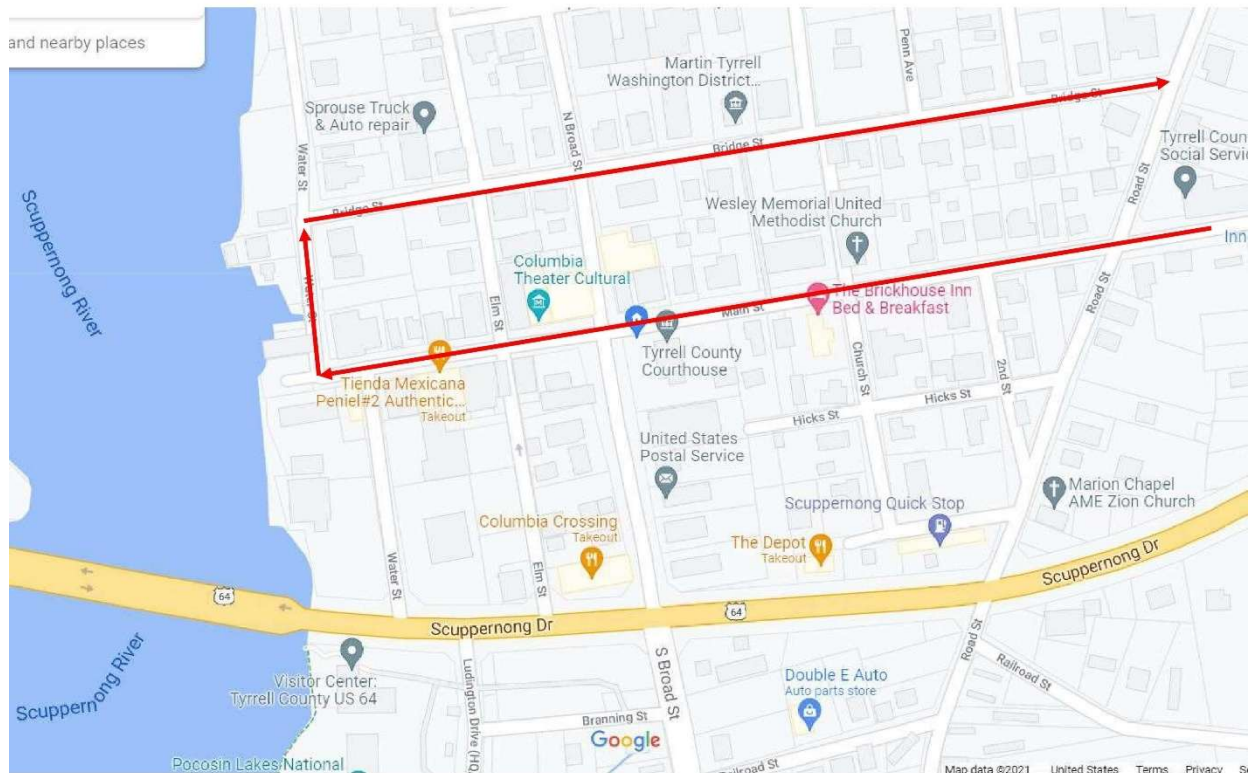 and nearby places
Martin Tyrrell
Washington District...
Penn Ave
Bridge St
Sprouse Truck
& Auto repair
N Broad St
Bridge St
Water St
Road St
Tyrrell Coun
Social Servic
Bridge St
Wesley Memorial United
Methodist Church
Inn
Scuppernong River
Columbia
Theater Cultural
Water St
Elm St
Main St
The Brickhouse Inn
Bed & Breakfast
Road St
Tyrrell County
Courthouse
Tienda Mexicana
Peniel#2 Authentic...
Takeout
Church St
2nd St
Hicks St
Hicks St
United States
Postal Service
Marion Chapel
AME Zion Church
Scuppernong Quick Stop
Columbia Crossing
Takeout
The Depot
Takeout
Water St
Elm St
Scuppernong Dr
64
64
Scuppernong Dr
Visitor Center:
Tyrrell County US 64
Scuppernong River
Ludington Drive (HQ,
S Broad St
Road St
Railroad St
Double E Auto
Auto parts store
Branning St
Google
Railroad St
Pocosin Lakes National
Map data ©2021 United States Terms Privacy Se